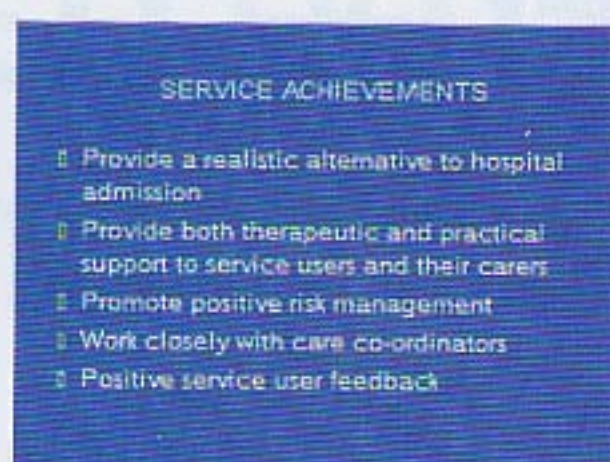 SERVICE ACHIEVEMENTS
Provide a realistic alternative to hospital
admission
Provide both therapeutic and practical
support to service users and their carers
Promote positive risk management
Work closely with care co-ordinators
Positive service user feedback